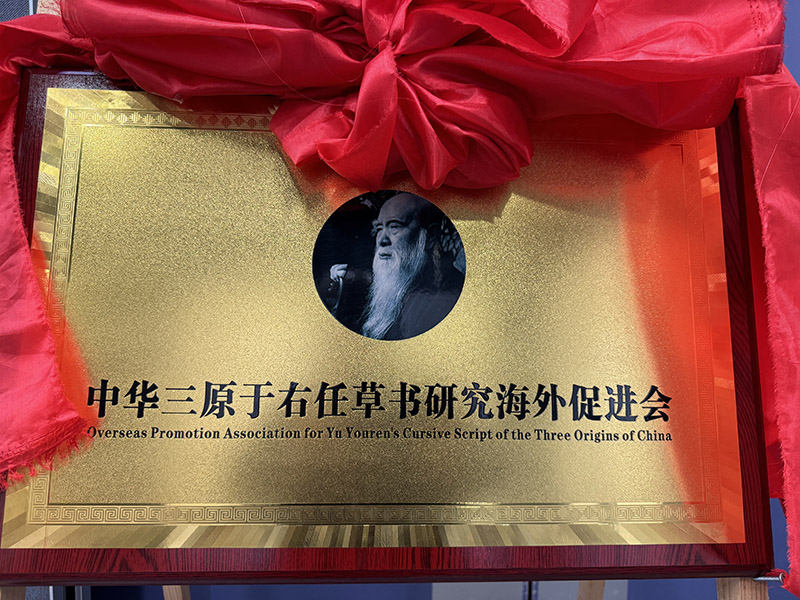 中华三原于右任草书研究海外促进会
Overseas Promotion Association for Yu Youren's Cursive Script of the Three Origins of China